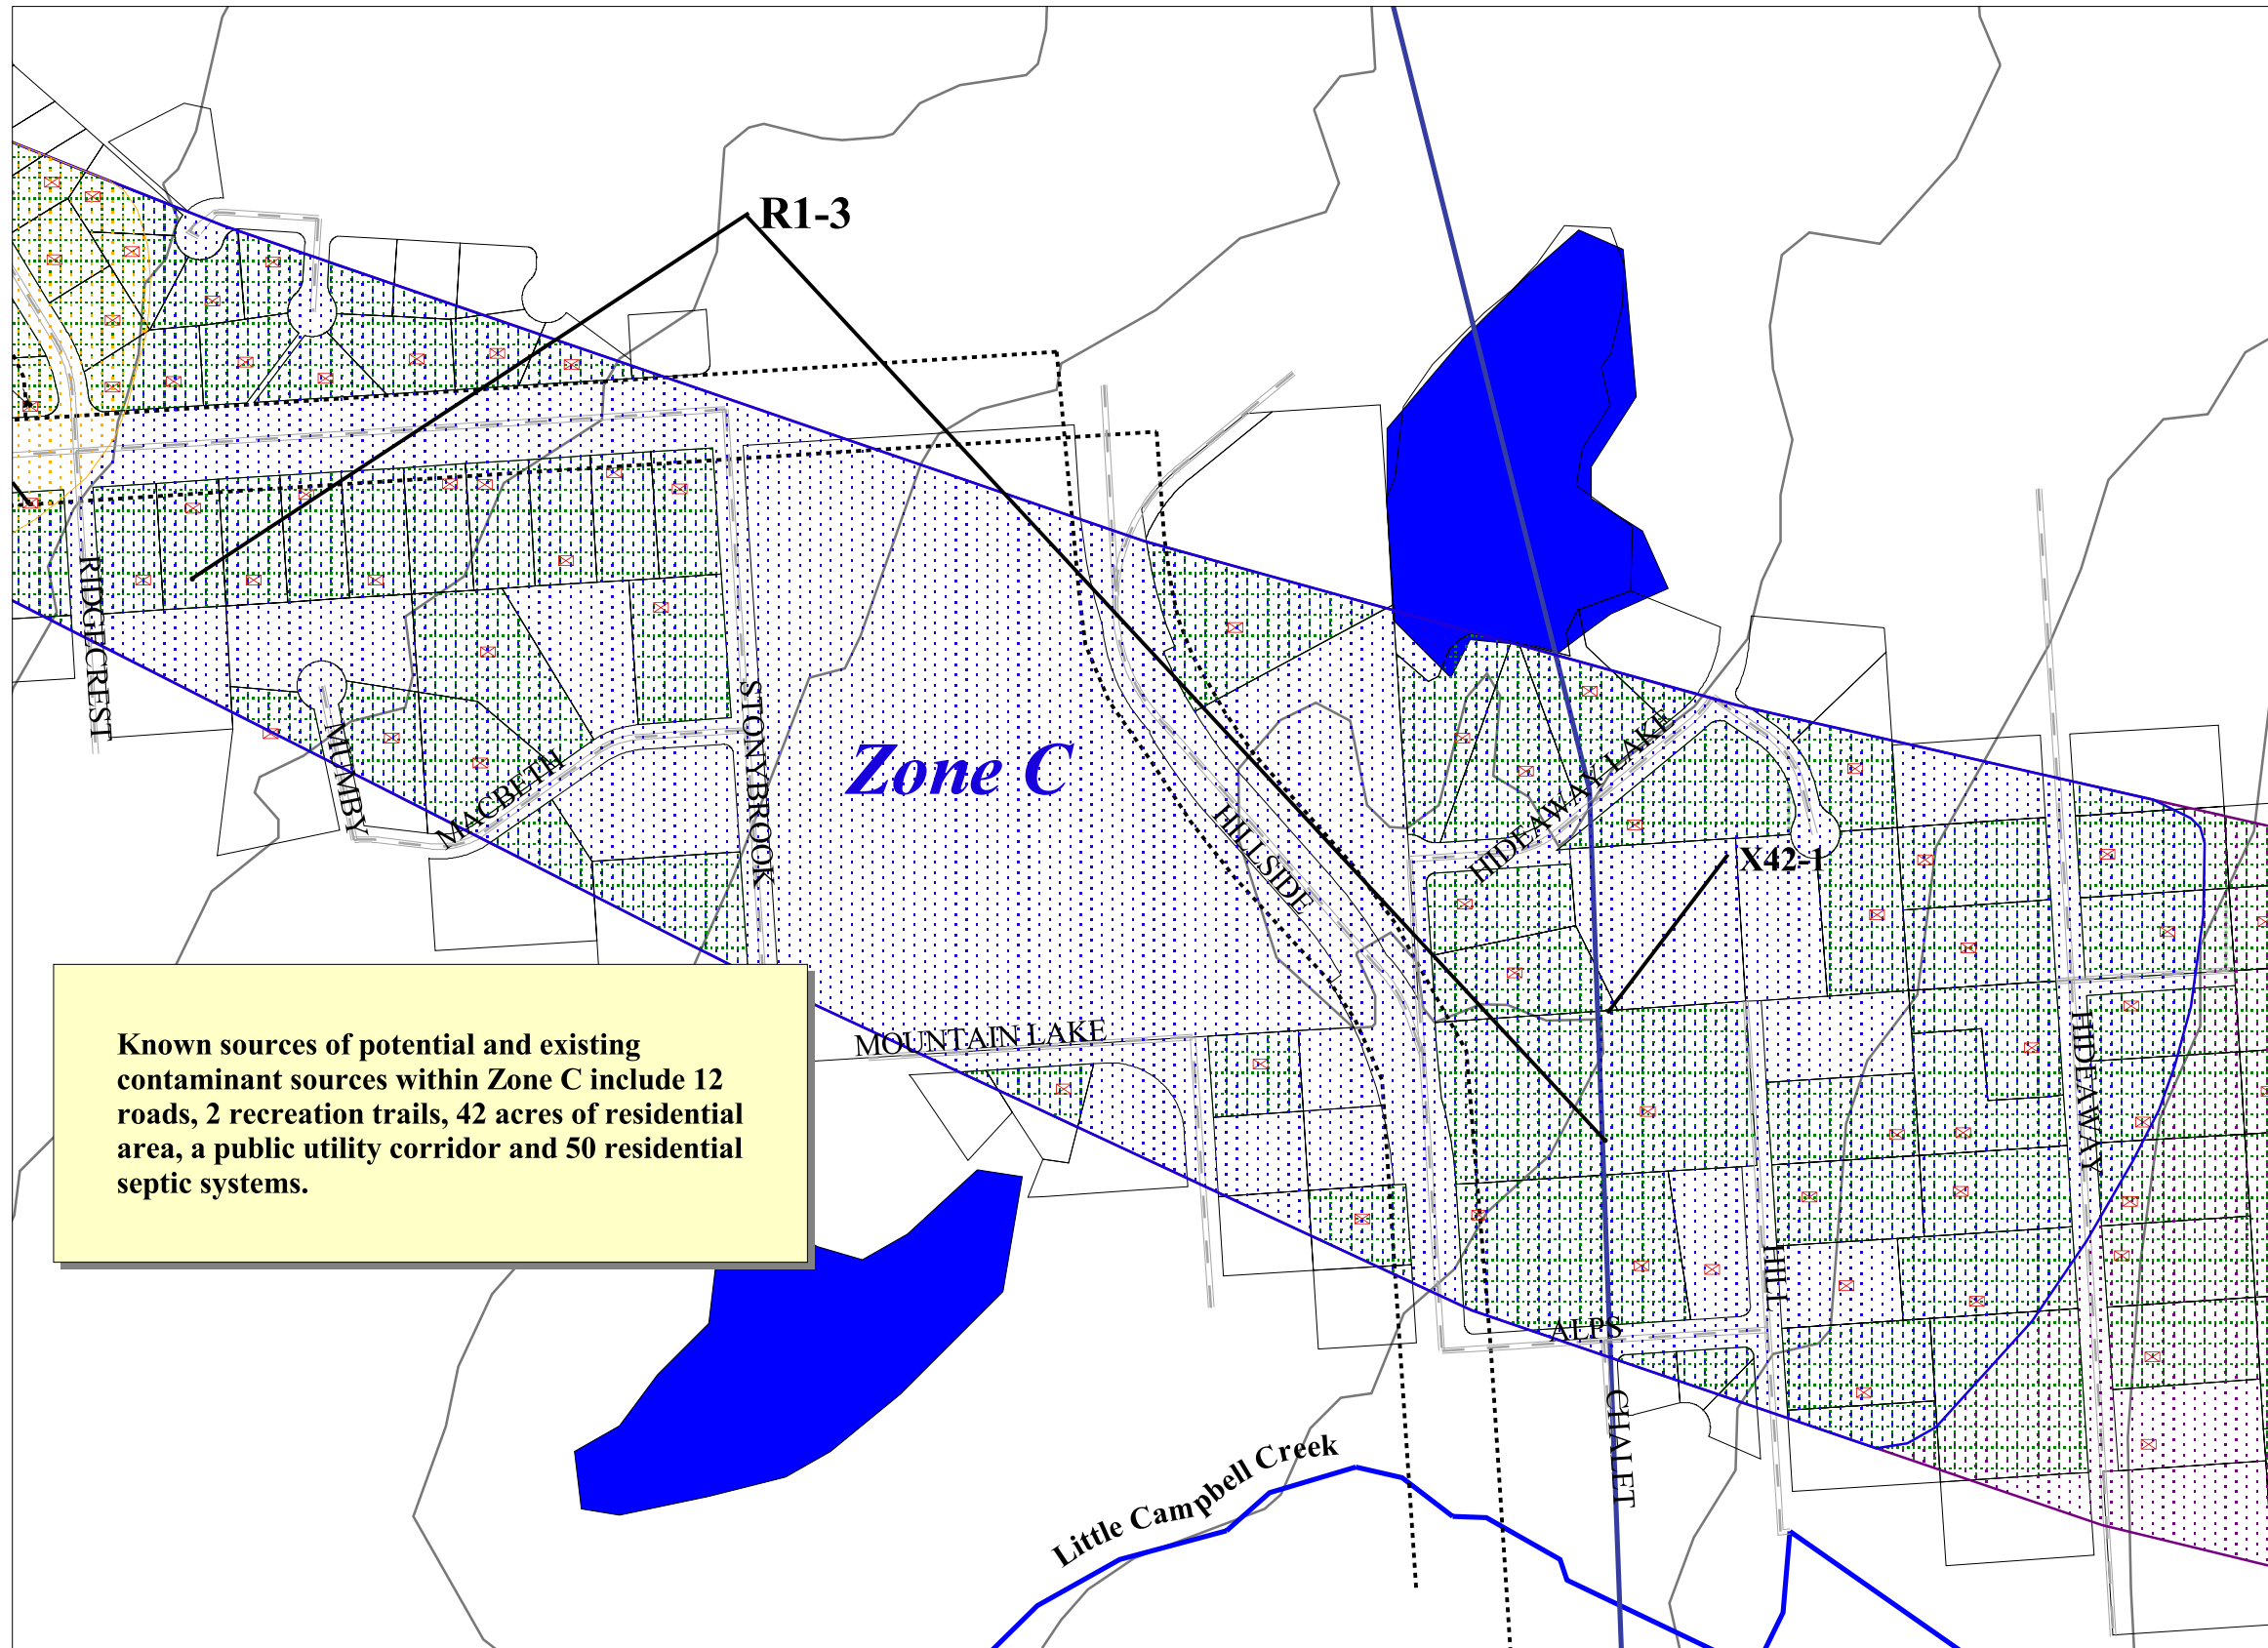 R1-3
RIDGECREST
MUMBY
MACBETH
STONYBROOK
Zone C
HILLSIDE
HIDEAWAY LAKE
X42-1
MOUNTAIN LAKE
HIDEAWAY
HILL
ALPS
CHALET
Known sources of potential and existing
contaminant sources within Zone C include 12
roads, 2 recreation trails, 42 acres of residential
area, a public utility corridor and 50 residential
septic systems.
Little Campbell Creek